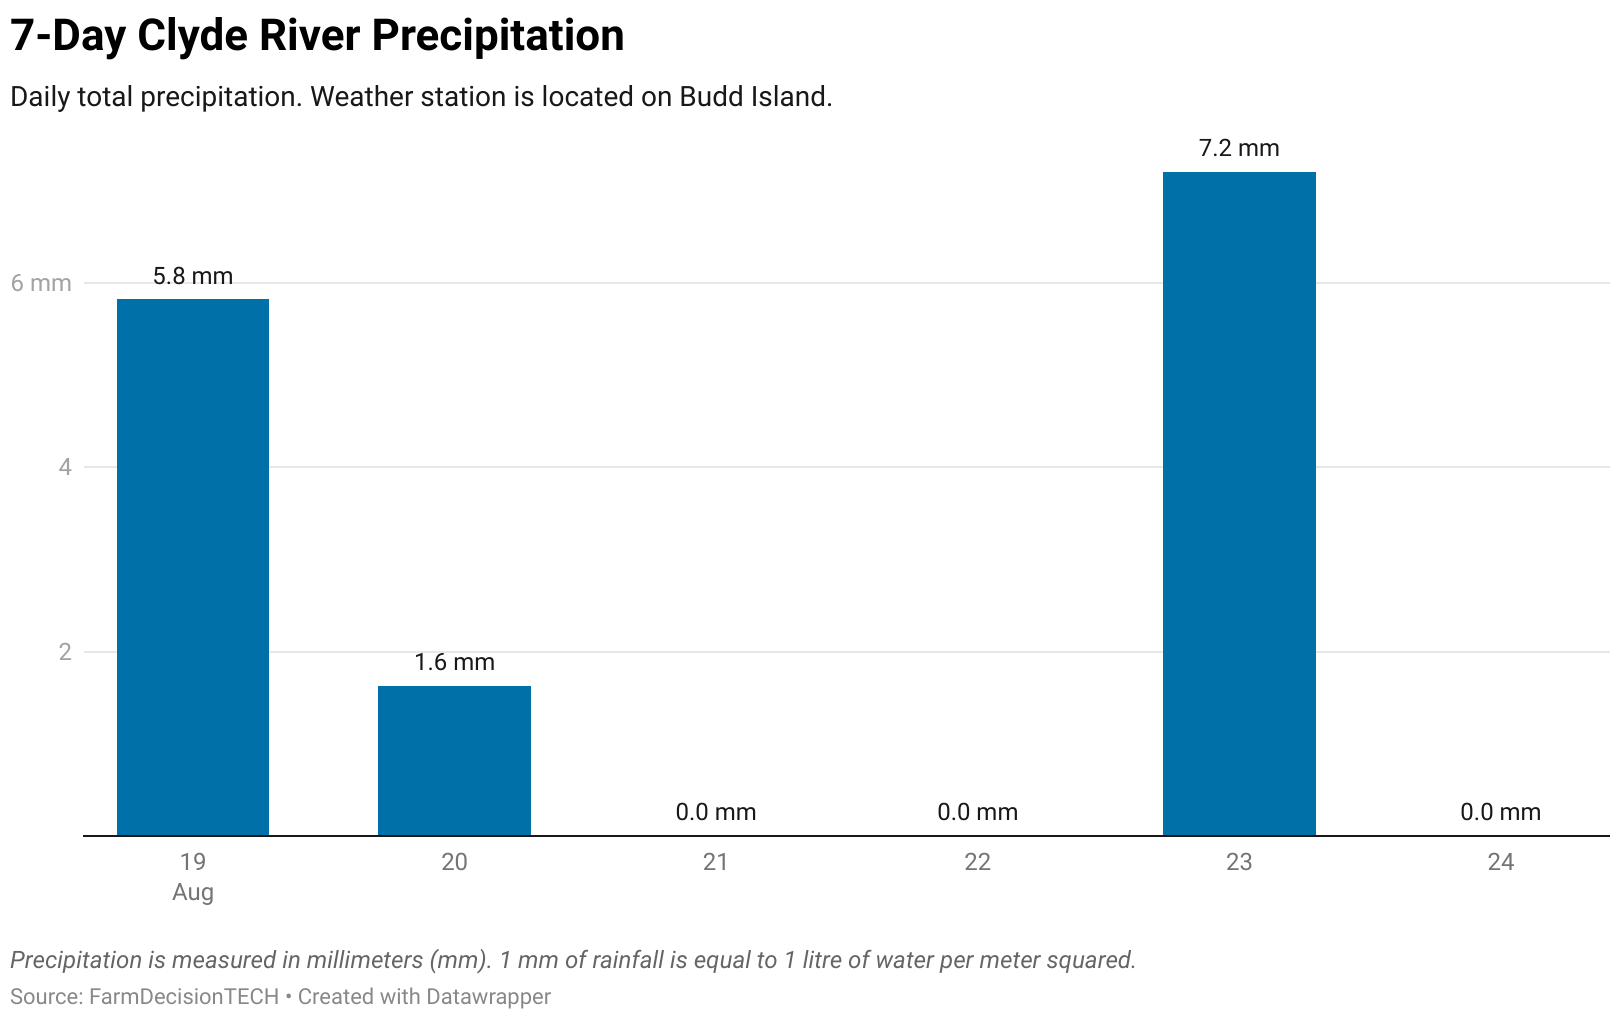 7-Day Clyde River Precipitation
Daily total precipitation. Weather station is located on Budd Island.
7.2 mm
5.8 mm
6 mm
4
2
1.6 mm
0.0 mm
0.0 mm
0.0 mm
19
20
21
22
23
24
Aug
Precipitation is measured in millimeters (mm). 1 mm of rainfall is equal to 1 litre of water per meter squared.
Source: FarmDecisionTECH • Created with Datawrapper